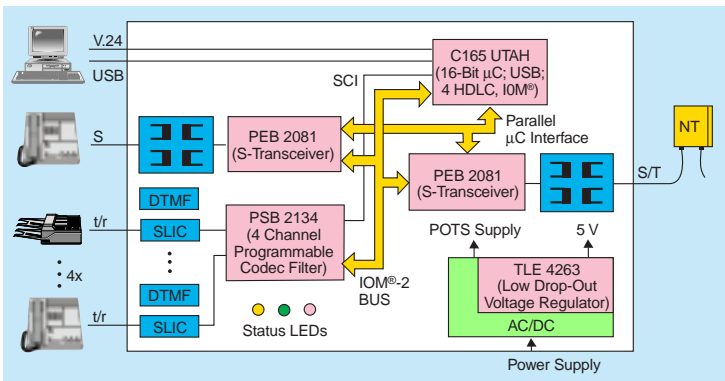 V.24
USB
C165 UTAH
(16-Bit µC; USB;
4 HDLC, I0M®)
SCI
S
PEB 2081
(S-Transceiver)
Parallel
µC Interface
PEB 2081
(S-Transceiver)
S/T
NT
DTMF
t/r
SLIC
PSB 2134
(4 Channel
Programmable
Codec Filter)
4x
DTMF
t/r
SLIC
IOM®-2
BUS
Status LEDs
POTS Supply
5 V
TLE 4263
(Low Drop-Out
Voltage Regulator)
AC/DC
Power Supply